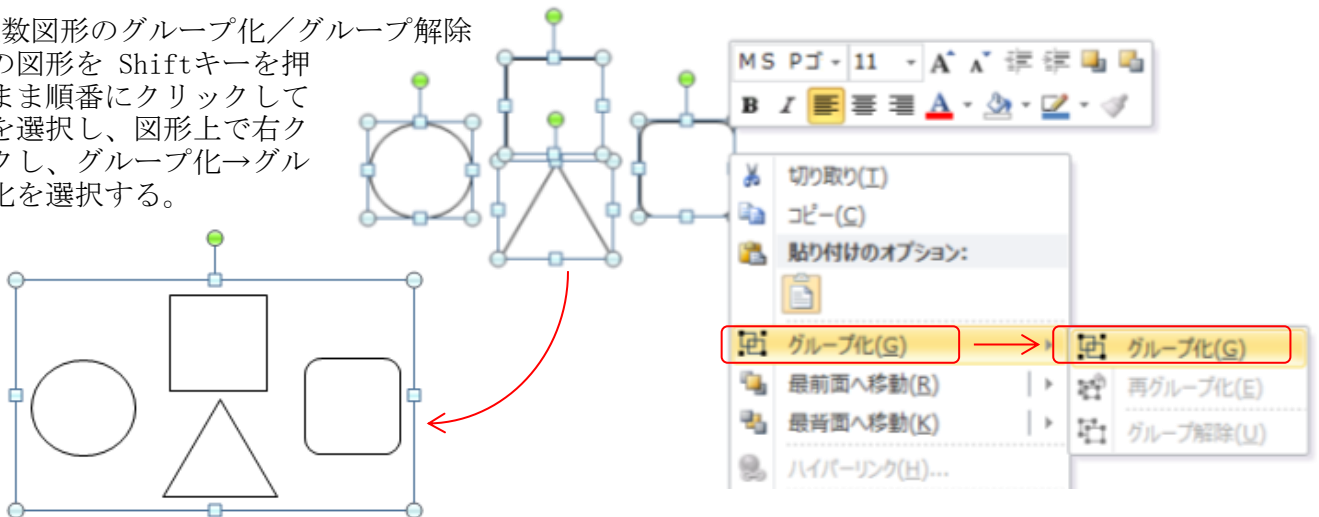 数図形のグループ化／グループ解除
の図形を Shiftキーを押
まま順番にクリックして
を選択し、図形上で右ク
クし、グループ化→グル
化を選択する。
MS Pゴ 11 A A
B I A
切り取り(T)
コピー(C)
貼り付けのオプション:
グループ化(G)
最前面へ移動(R)
最背面へ移動(K)
ハイパーリンク(H)...
グループ化(G)
再グループ化(E)
グループ解除(U)